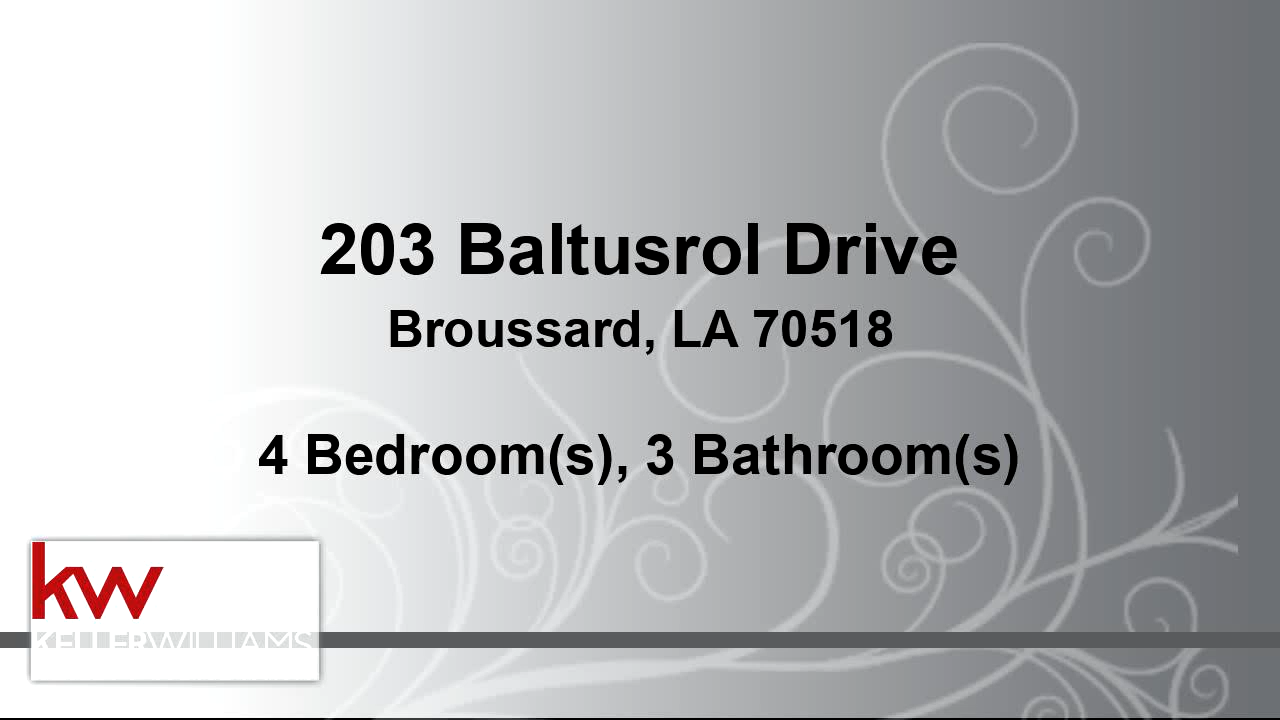 203 Baltusrol Drive
Broussard, LA 70518
4 Bedroom(s), 3 Bathroom(s)
kw
KELLERWILLIAMS